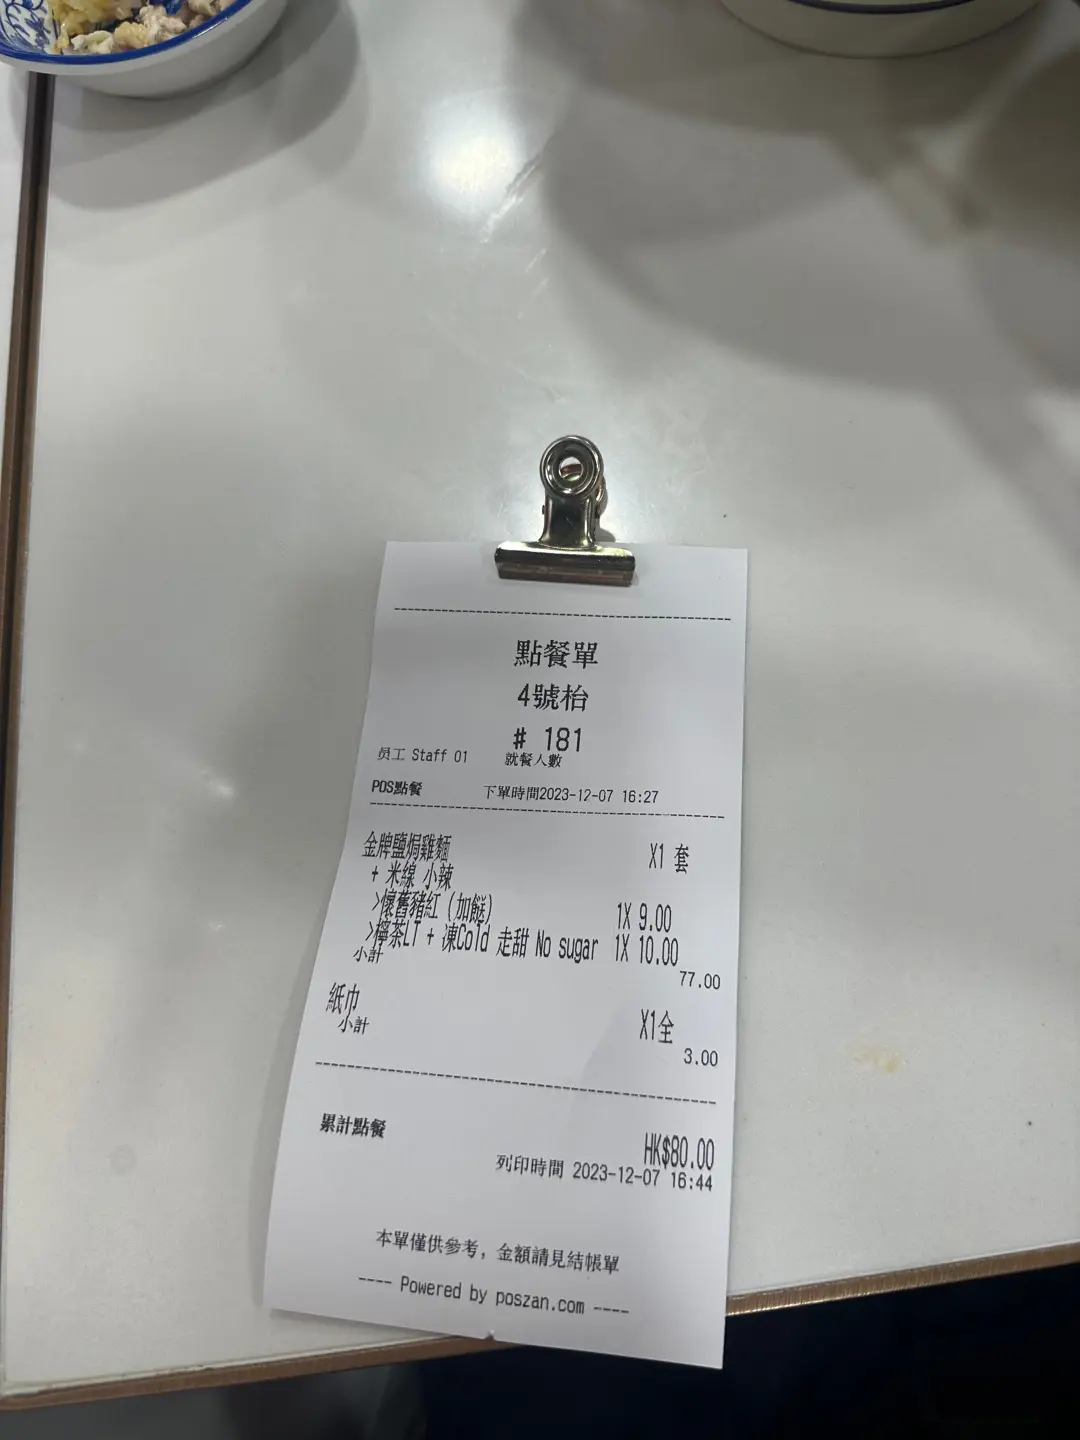 點餐單
4號枱
# 181
员工 Staff 01 就餐人數
POS點餐 下單時間2023-12-07 16:27
金牌鹽焗雞麵 X1 套
+ 米線 小辣
>懷舊豬紅(加餸) 1X 9.00
>檸茶LT + 凍Cold 走甜 No sugar 1X 10.00
小計 77.00
紙巾 X1全
小計 3.00
累計點餐 HK$80.00
列印時間 2023-12-07 16:44
本單僅供參考，金額請見結帳單
---- Powered by poszan.com ----